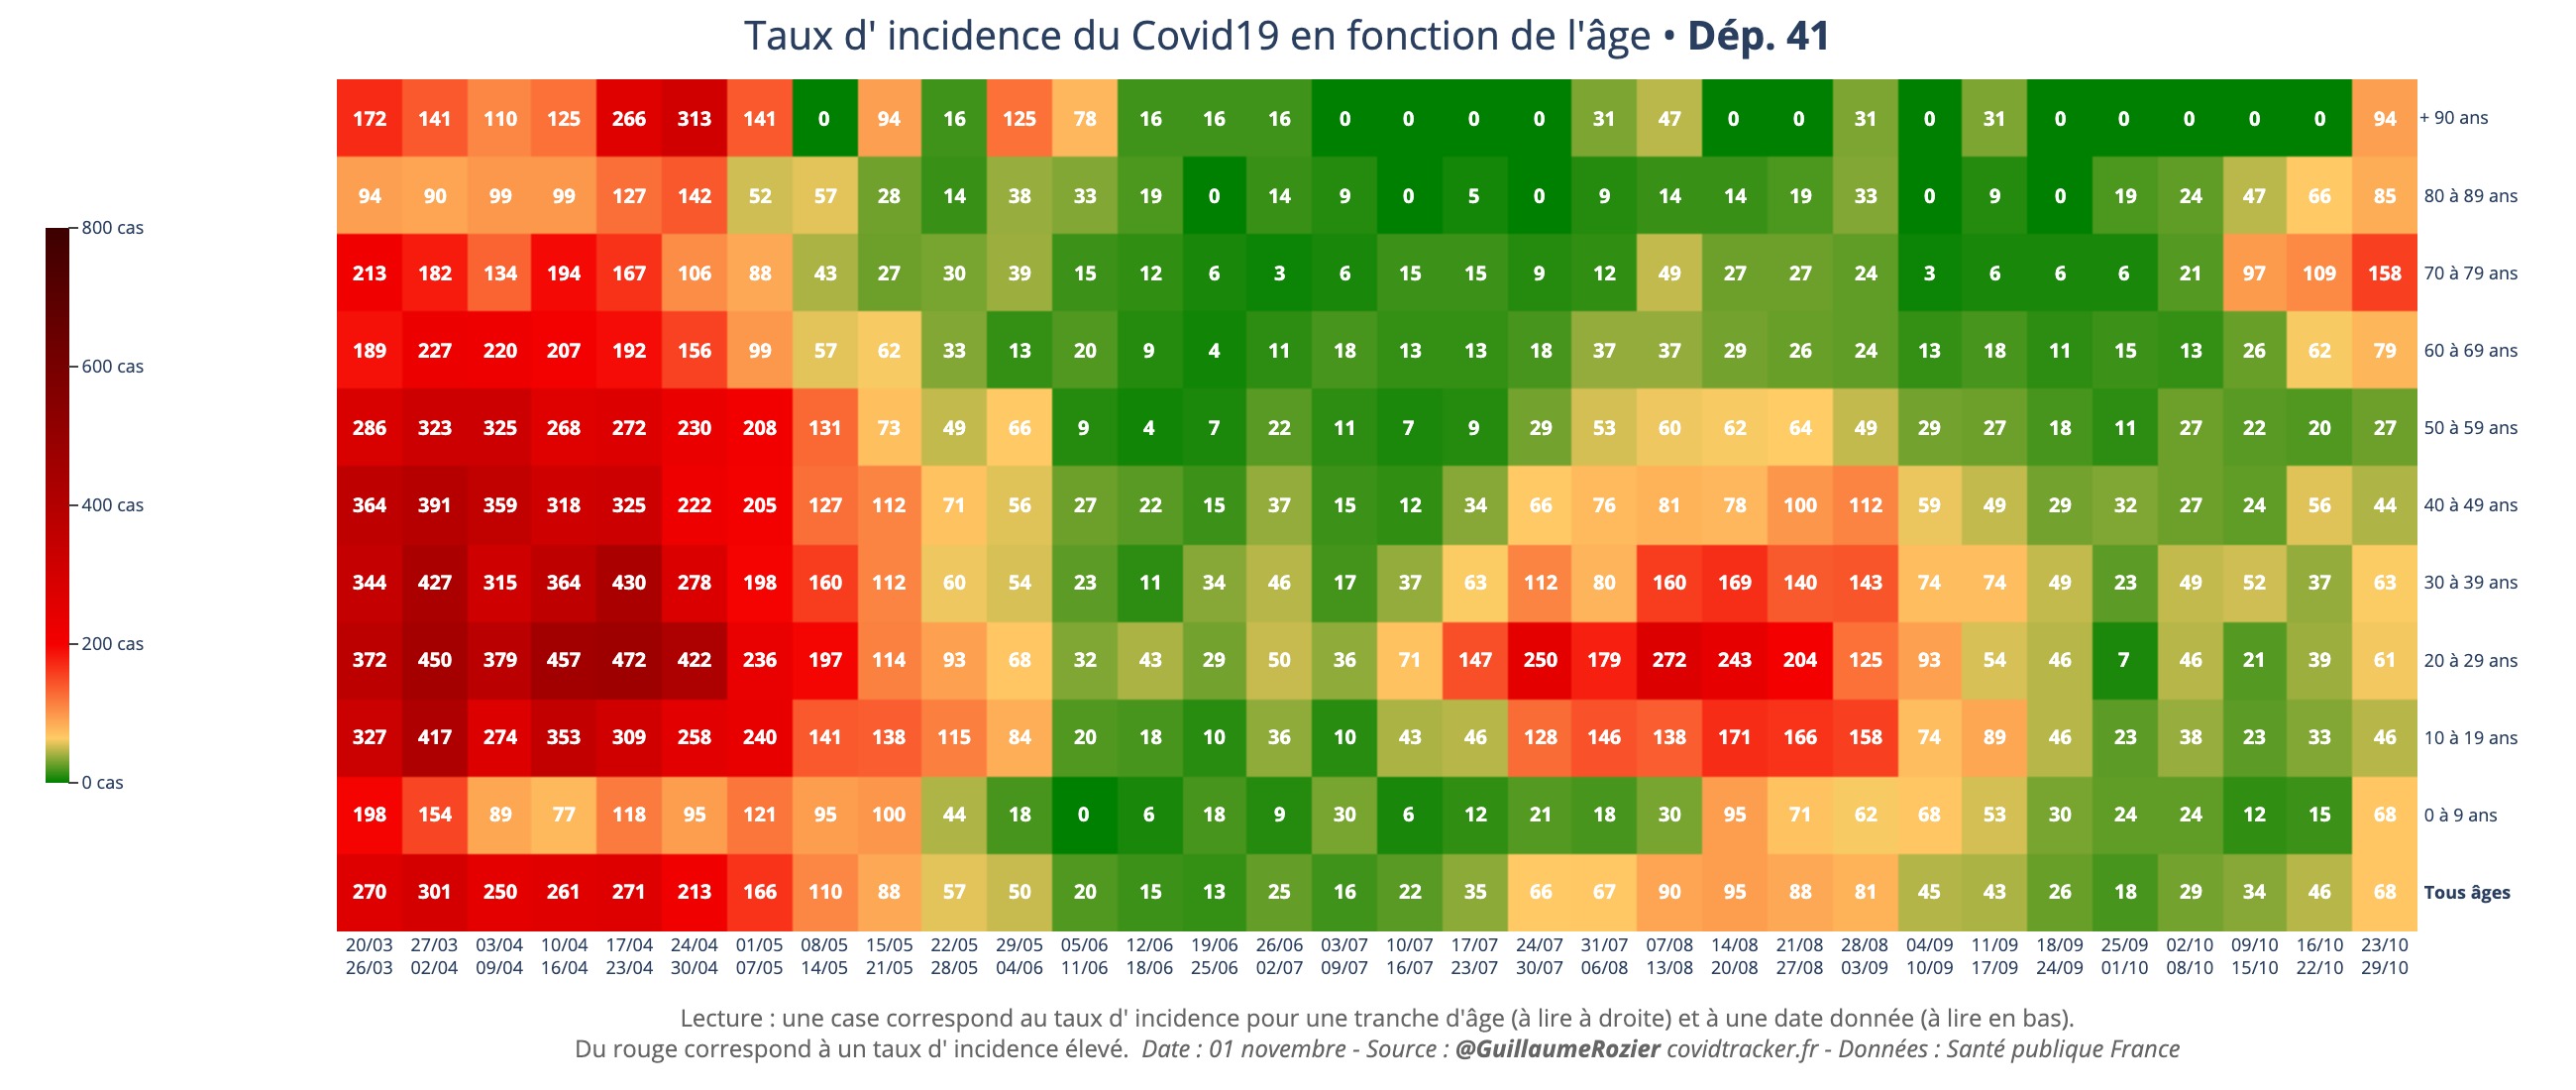 Taux d' incidence du Covid19 en fonction de l'âge • Dép. 41
800 cas
600 cas
400 cas
200 cas
0 cas
172 141 110 125 266 313 141 0 94 16 125 78 16 16 16 0 0 0 0 31 47 0 0 31 0 31 0 0 0 0 0 94 + 90 ans
94 90 99 99 127 142 52 57 28 14 38 33 19 0 14 9 0 5 0 9 14 14 19 33 0 9 0 19 24 47 66 85 80 à 89 ans
213 182 134 194 167 106 88 43 27 30 39 15 12 6 3 6 15 15 9 12 49 27 27 24 3 6 6 6 21 97 109 158 70 à 79 ans
189 227 220 207 192 156 99 57 62 33 13 20 9 4 11 18 13 13 18 37 37 29 26 24 13 18 11 15 13 26 62 79 60 à 69 ans
286 323 325 268 272 230 208 131 73 49 66 9 4 7 22 11 7 9 29 53 60 62 64 49 29 27 18 11 27 22 20 27 50 à 59 ans
364 391 359 318 325 222 205 127 112 71 56 27 22 15 37 15 12 34 66 76 81 78 100 112 59 49 29 32 27 24 56 44 40 à 49 ans
344 427 315 364 430 278 198 160 112 60 54 23 11 34 46 17 37 63 112 80 160 169 140 143 74 74 49 23 49 52 37 63 30 à 39 ans
372 450 379 457 472 422 236 197 114 93 68 32 43 29 50 36 71 147 250 179 272 243 204 125 93 54 46 7 46 21 39 61 20 à 29 ans
327 417 274 353 309 258 240 141 138 115 84 20 18 10 36 10 43 46 128 146 138 171 166 158 74 89 46 23 38 23 33 46 10 à 19 ans
198 154 89 77 118 95 121 95 100 44 18 0 6 18 9 30 6 12 21 18 30 95 71 62 68 53 30 24 24 12 15 68 0 à 9 ans
270 301 250 261 271 213 166 110 88 57 50 20 15 13 25 16 22 35 66 67 90 95 88 81 45 43 26 18 29 34 46 68 Tous âges
20/03 27/03 03/04 10/04 17/04 24/04 01/05 08/05 15/05 22/05 29/05 05/06 12/06 19/06 26/06 03/07 10/07 17/07 24/07 31/07 07/08 14/08 21/08 28/08 04/09 11/09 18/09 25/09 02/10 09/10 16/10 23/10
26/03 02/04 09/04 16/04 23/04 30/04 07/05 14/05 21/05 28/05 04/06 11/06 18/06 25/06 02/07 09/07 16/07 23/07 30/07 06/08 13/08 20/08 27/08 03/09 10/09 17/09 24/09 01/10 08/10 15/10 22/10 29/10
Lecture : une case correspond au taux d' incidence pour une tranche d'âge (à lire à droite) et à une date donnée (à lire en bas).
Du rouge correspond à un taux d' incidence élevé. Date : 01 novembre - Source : @GuillaumeRozier covidtracker.fr - Données : Santé publique France